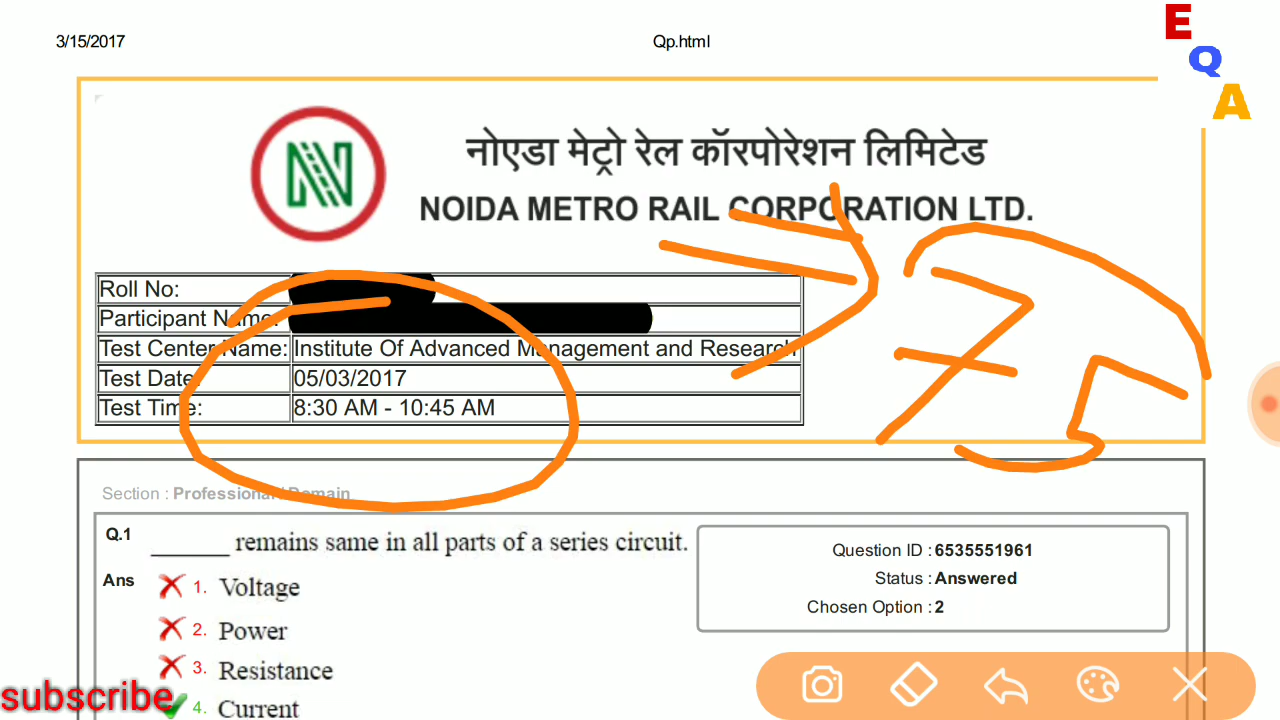 3/15/2017 Qp.html
E
Q
A
नोएडा मेट्रो रेल कॉरपोरेशन लिमिटेड
NOIDA METRO RAIL CORPORATION LTD.
Roll No:
Participant Name:
Test Center Name: Institute Of Advanced Management and Research
Test Date: 05/03/2017
Test Time: 8:30 AM - 10:45 AM
75
Section : Professional/ Domain
Q.1 ______ remains same in all parts of a series circuit.
Ans 1. Voltage
2. Power
3. Resistance
4. Current
Question ID : 6535551961
Status : Answered
Chosen Option : 2
subscribe